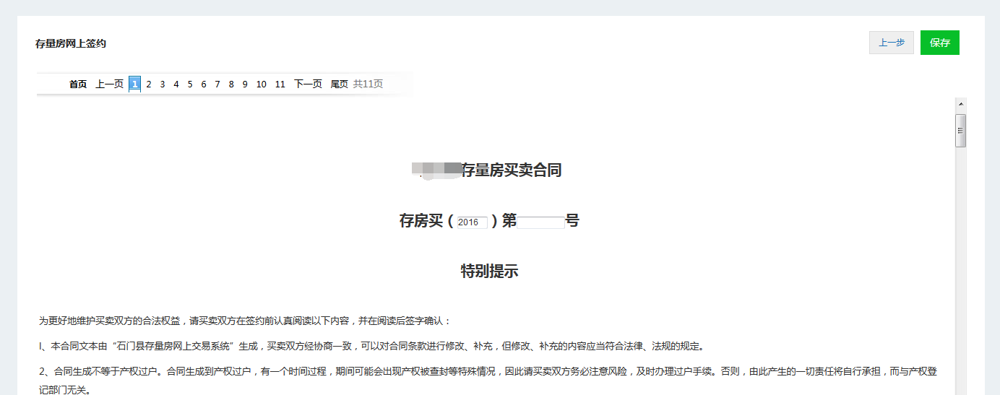 存量房网上签约
上一步 保存
首页 上一页 1 2 3 4 5 6 7 8 9 10 11 下一页 尾页 共11页
存量房买卖合同
存房买（2016）第 号
特别提示
为更好地维护买卖双方的合法权益，请买卖双方在签约前认真阅读以下内容，并在阅读后签字确认：
l、本合同文本由“石门县存量房网上交易系统”生成，买卖双方经协商一致，可以对合同条款进行修改、补充，但修改、补充的内容应当符合法律、法规的规定。
2、合同生成不等于产权过户。合同生成到产权过户，有一个时间过程，期间可能会出现产权被查封等特殊情况，因此请买卖双方务必注意风险，及时办理过户手续。否则，由此产生的一切责任将自行承担，而与产权登
记部门无关。